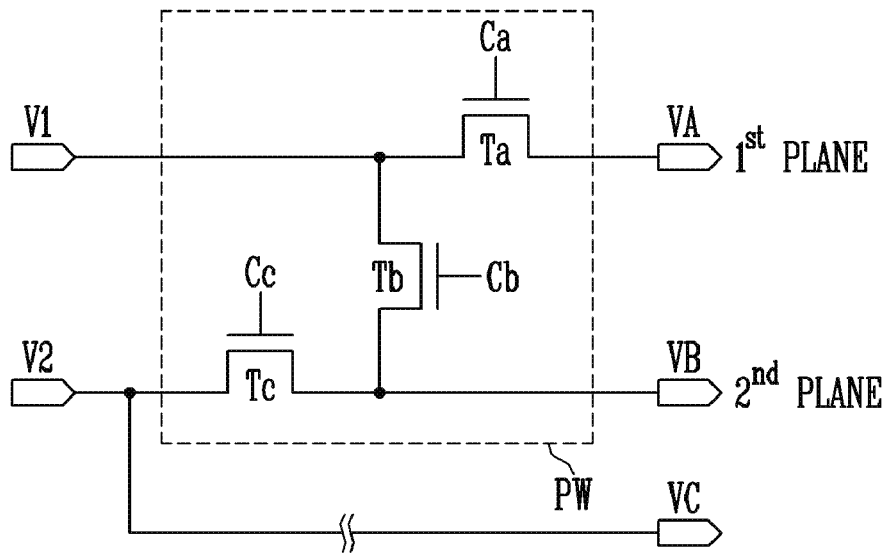 Ca
V1
VA
1st PLANE
Ta
Cc
Tb
Cb
V2
VB
2nd PLANE
Tc
PW
VC